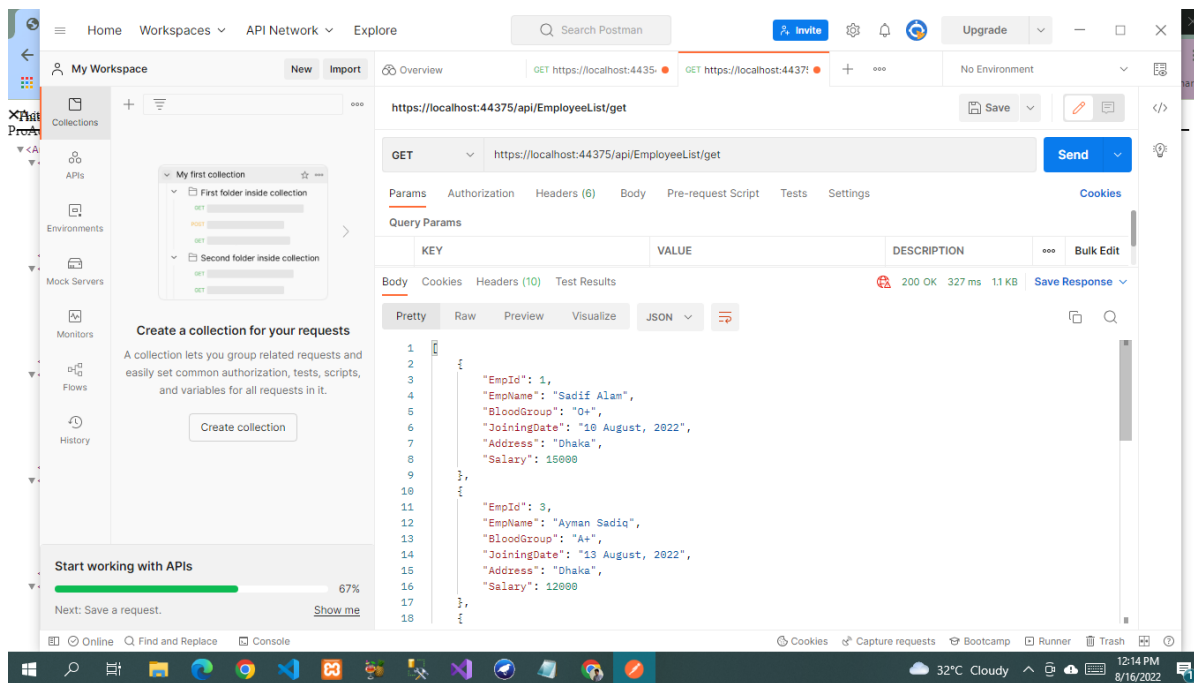 Home Workspaces API Network Explore Search Postman Invite Upgrade
My Workspace New Import Overview GET https://localhost:4435 GET https://localhost:4437! No Environment
Collections
APIs
Environments
Mock Servers
Monitors
Flows
History
My first collection
First folder inside collection
GET
POST
GET
Second folder inside collection
GET
GET
Create a collection for your requests
A collection lets you group related requests and
easily set common authorization, tests, scripts,
and variables for all requests in it.
Create collection
Start working with APIs
67%
Next: Save a request. Show me
https://localhost:44375/api/EmployeeList/get Save
GET https://localhost:44375/api/EmployeeList/get Send
Params Authorization Headers (6) Body Pre-request Script Tests Settings Cookies
Query Params
KEY VALUE DESCRIPTION Bulk Edit
Body Cookies Headers (10) Test Results 200 OK 327 ms 1.1 KB Save Response
Pretty Raw Preview Visualize JSON
1 [
2 {
3 "EmpId": 1,
4 "EmpName": "Sadif Alam",
5 "BloodGroup": "O+",
6 "JoiningDate": "10 August, 2022",
7 "Address": "Dhaka",
8 "Salary": 15000
9 },
10 {
11 "EmpId": 3,
12 "EmpName": "Ayman Sadiq",
13 "BloodGroup": "A+",
14 "JoiningDate": "13 August, 2022",
15 "Address": "Dhaka",
16 "Salary": 12000
17 },
18 {
Online Find and Replace Console Cookies Capture requests Bootcamp Runner Trash
32°C Cloudy 12:14 PM
8/16/2022